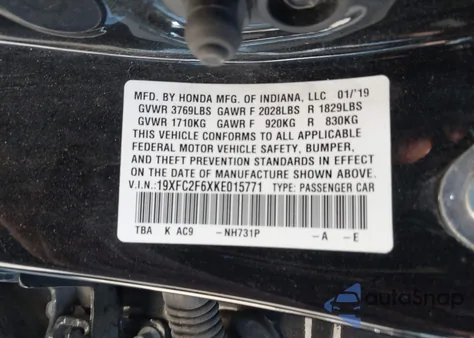 MFD. BY HONDA MFG. OF INDIANA, LLC 01/'19
GVWR 3769LBS GAWR F 2028LBS R 1829LBS
GVWR 1710KG GAWR F 920KG R 830KG
THIS VEHICLE CONFORMS TO ALL APPLICABLE
FEDERAL MOTOR VEHICLE SAFETY, BUMPER,
AND THEFT PREVENTION STANDARDS IN EFFECT
ON THE DATE OF MANUFACTURE SHOWN ABOVE.
V.I.N.:19XFC2F6XKE015771 TYPE: PASSENGER CAR
TBA K AC9 -NH731P -A -E
autoSnap